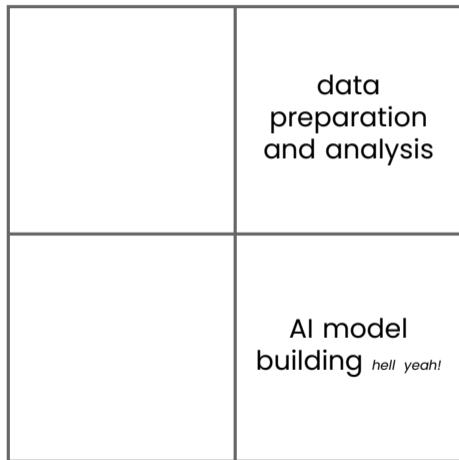 data
preparation
and analysis
AI model
building hell yeah!